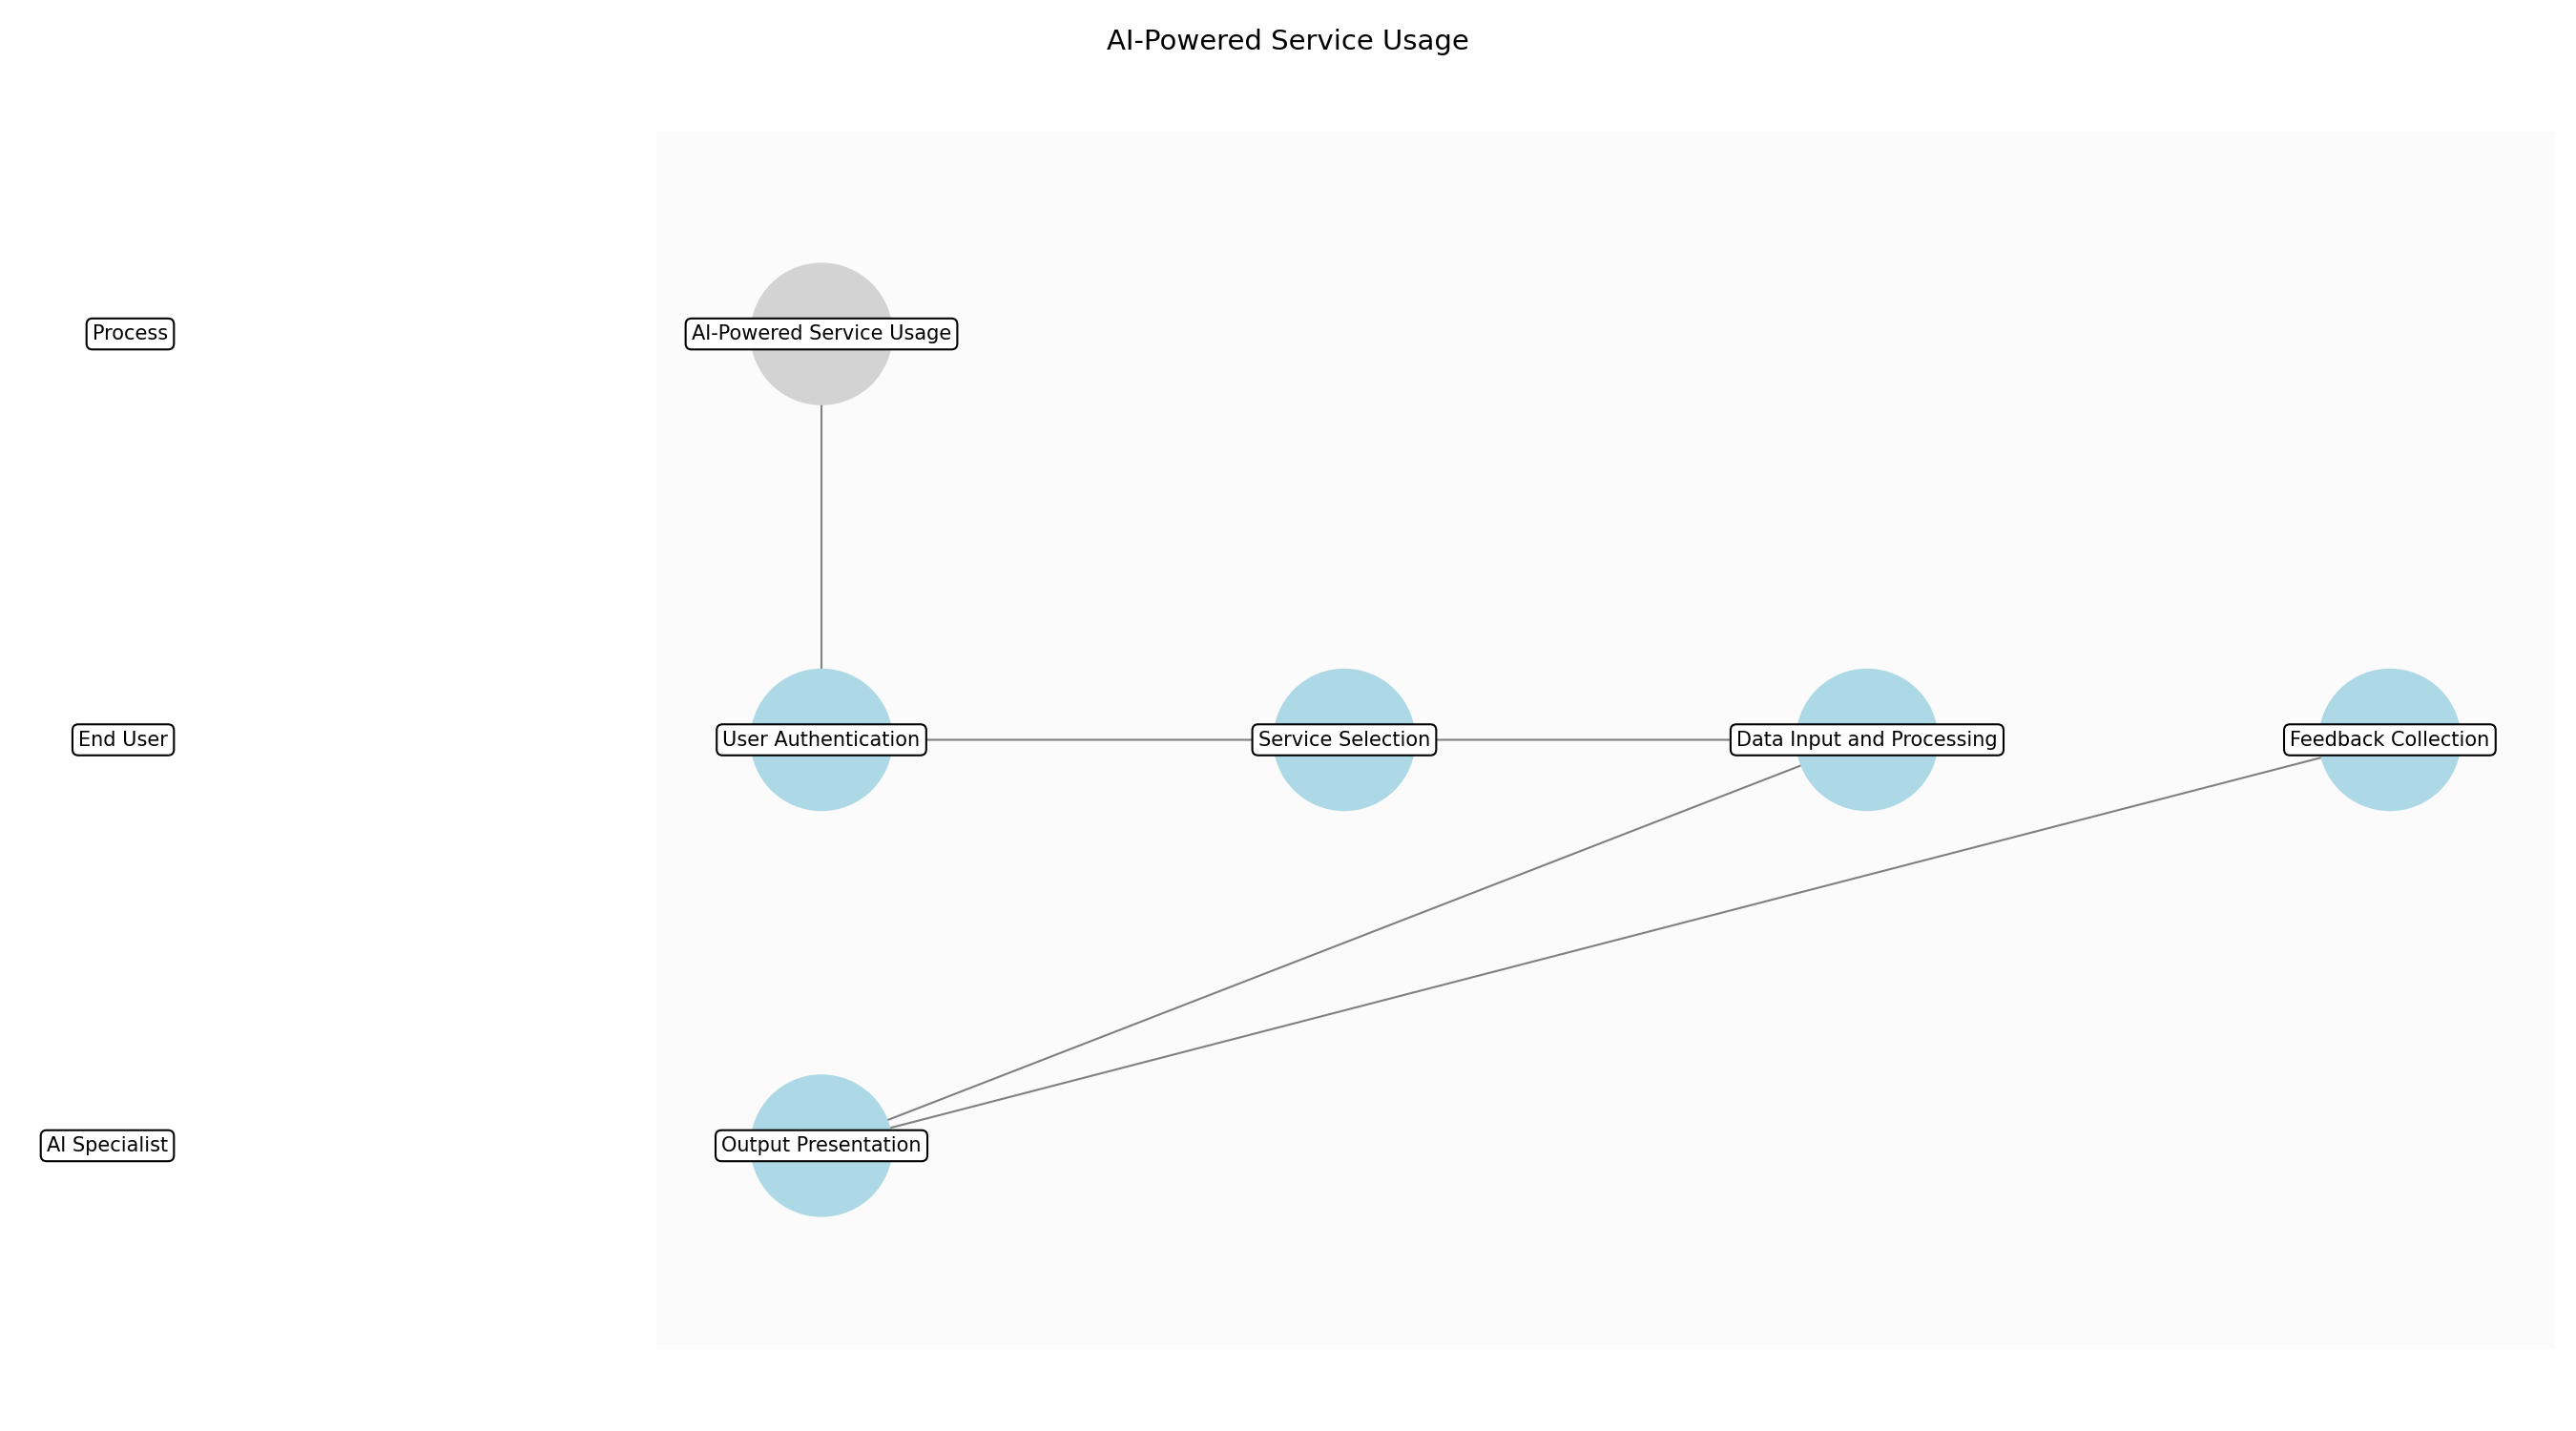 AI-Powered Service Usage
Process
AI-Powered Service Usage
End User
User Authentication
Service Selection
Data Input and Processing
Feedback Collection
AI Specialist
Output Presentation